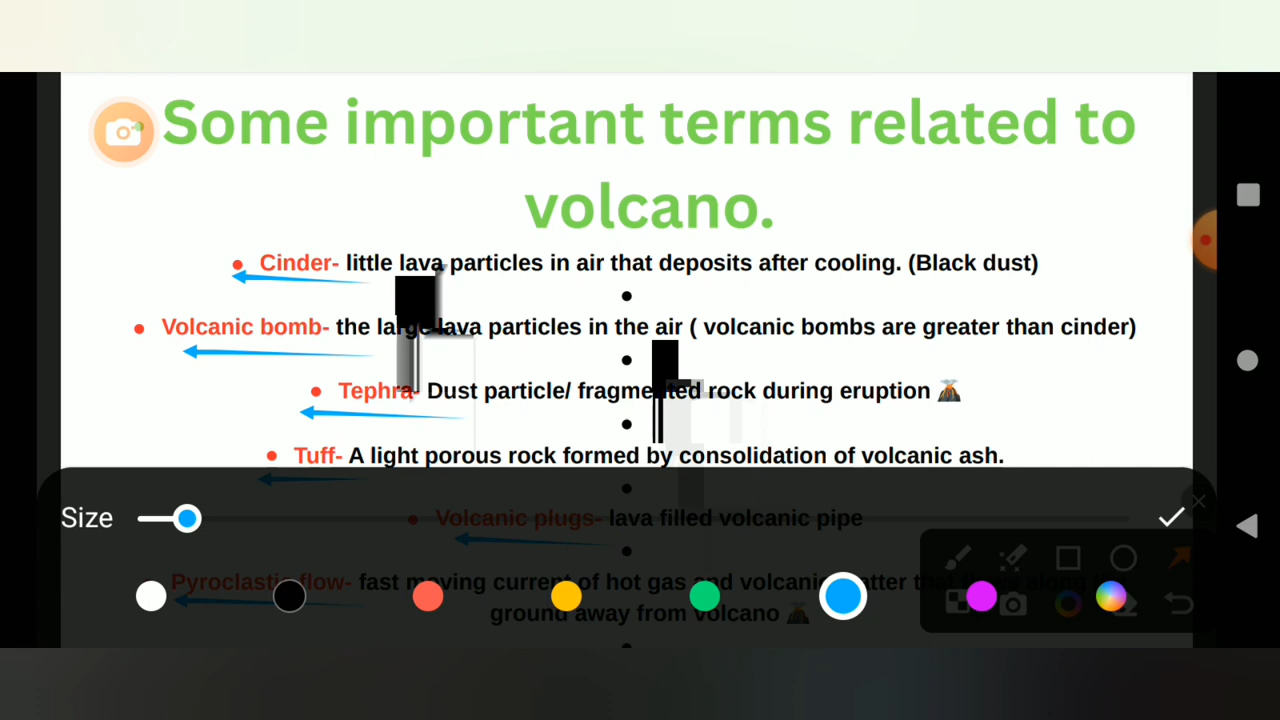 Some important terms related to
volcano.
• Cinder- little lava particles in air that deposits after cooling. (Black dust)
•
• Volcanic bomb- the large lava particles in the air ( volcanic bombs are greater than cinder)
•
• Tephra- Dust particle/ fragmented rock during eruption 🌋
•
• Tuff- A light porous rock formed by consolidation of volcanic ash.
•
Size
• Volcanic plugs- lava filled volcanic pipe
•
• Pyroclastic flow- fast moving current of hot gas and volcanic matter that
ground away from volcano 🌋